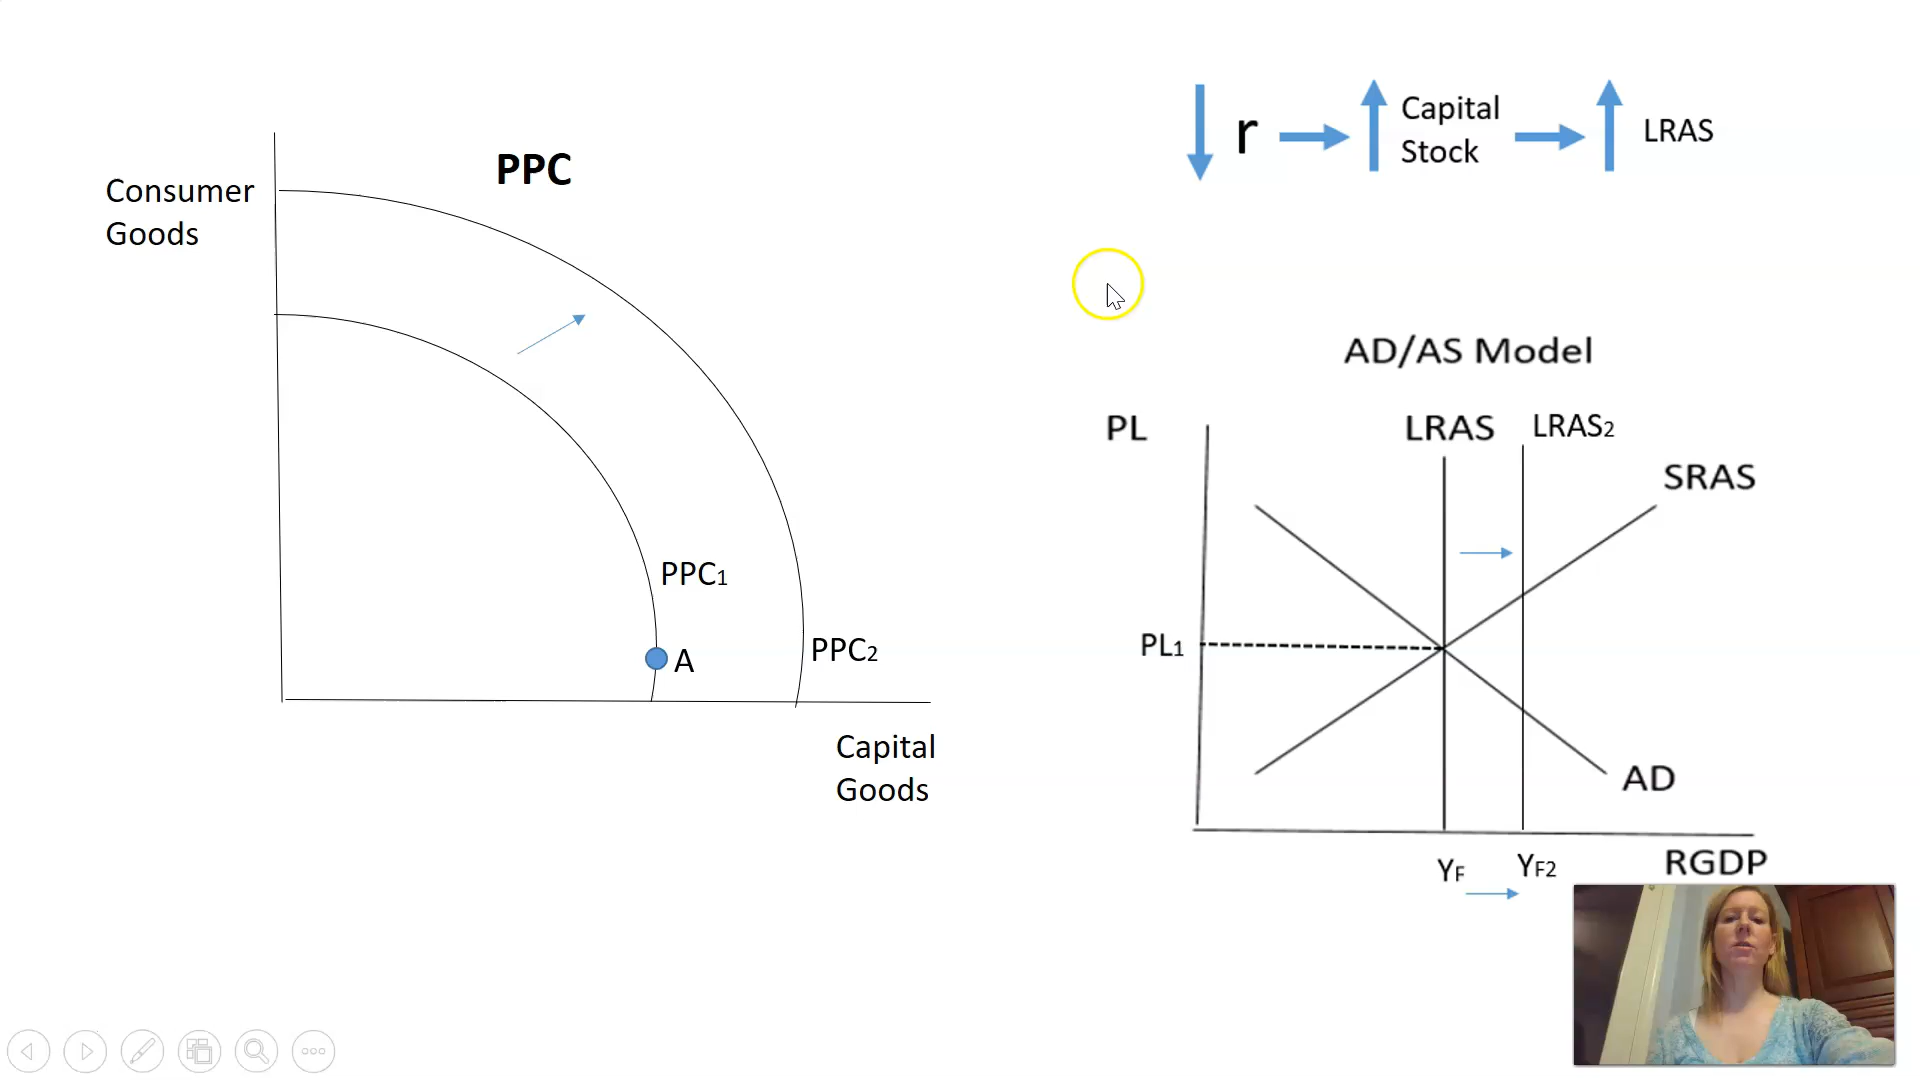 PPC
Consumer
Goods
PPC₁
A
PPC₂
Capital
Goods
r
Capital
Stock
LRAS
AD/AS Model
PL
LRAS
LRAS₂
SRAS
PL₁
AD
YF
YF2
RGDP